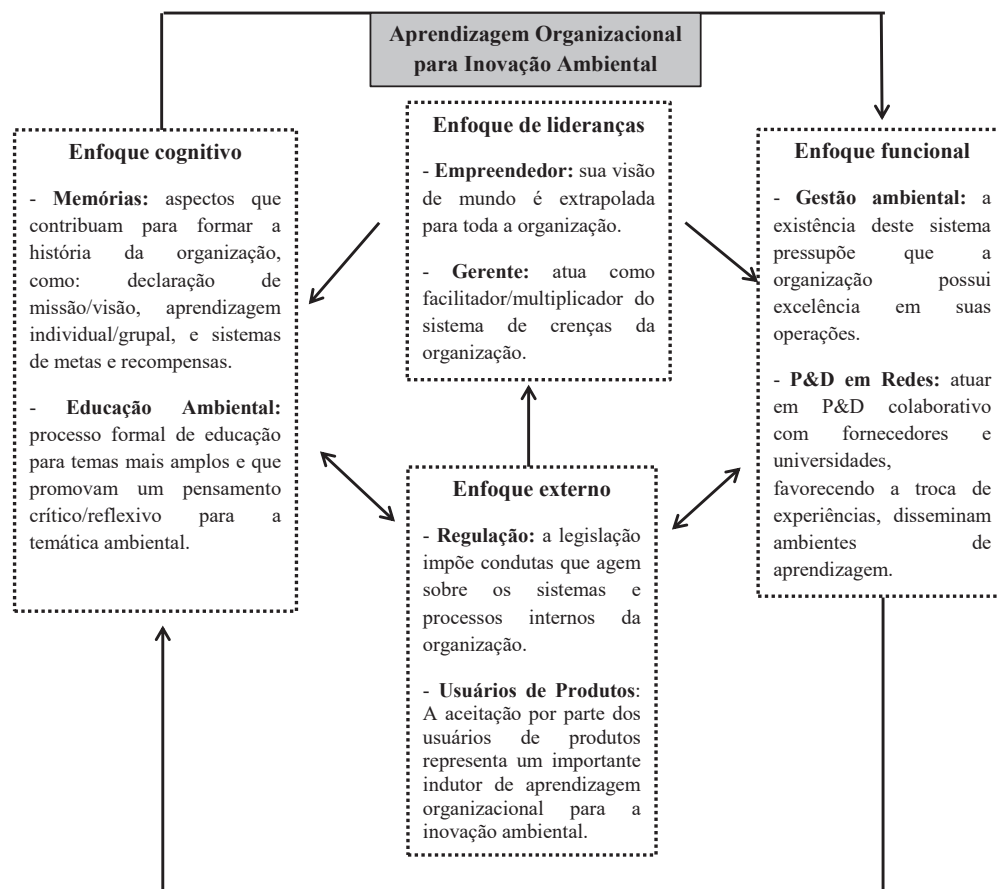 Aprendizagem Organizacional
para Inovação Ambiental
Enfoque cognitivo
- Memórias: aspectos que
contribuam para formar a
história da organização,
como: declaração de
missão/visão, aprendizagem
individual/grupal, e sistemas
de metas e recompensas.
- Educação Ambiental:
processo formal de educação
para temas mais amplos e que
promovam um pensamento
crítico/reflexivo para a
temática ambiental.
Enfoque de lideranças
- Empreendedor: sua visão
de mundo é extrapolada
para toda a organização.
- Gerente: atua como
facilitador/multiplicador do
sistema de crenças da
organização.
Enfoque externo
- Regulação: a legislação
impõe condutas que agem
sobre os sistemas e
processos internos da
organização.
- Usuários de Produtos:
A aceitação por parte dos
usuários de produtos
representa um importante
indutor de aprendizagem
organizacional para a
inovação ambiental.
Enfoque funcional
- Gestão ambiental: a
existência deste sistema
pressupõe que a
organização possui
excelência em suas
operações.
- P&D em Redes: atuar
em P&D colaborativo
com fornecedores e
universidades,
favorecendo a troca de
experiências, disseminam
ambientes de
aprendizagem.